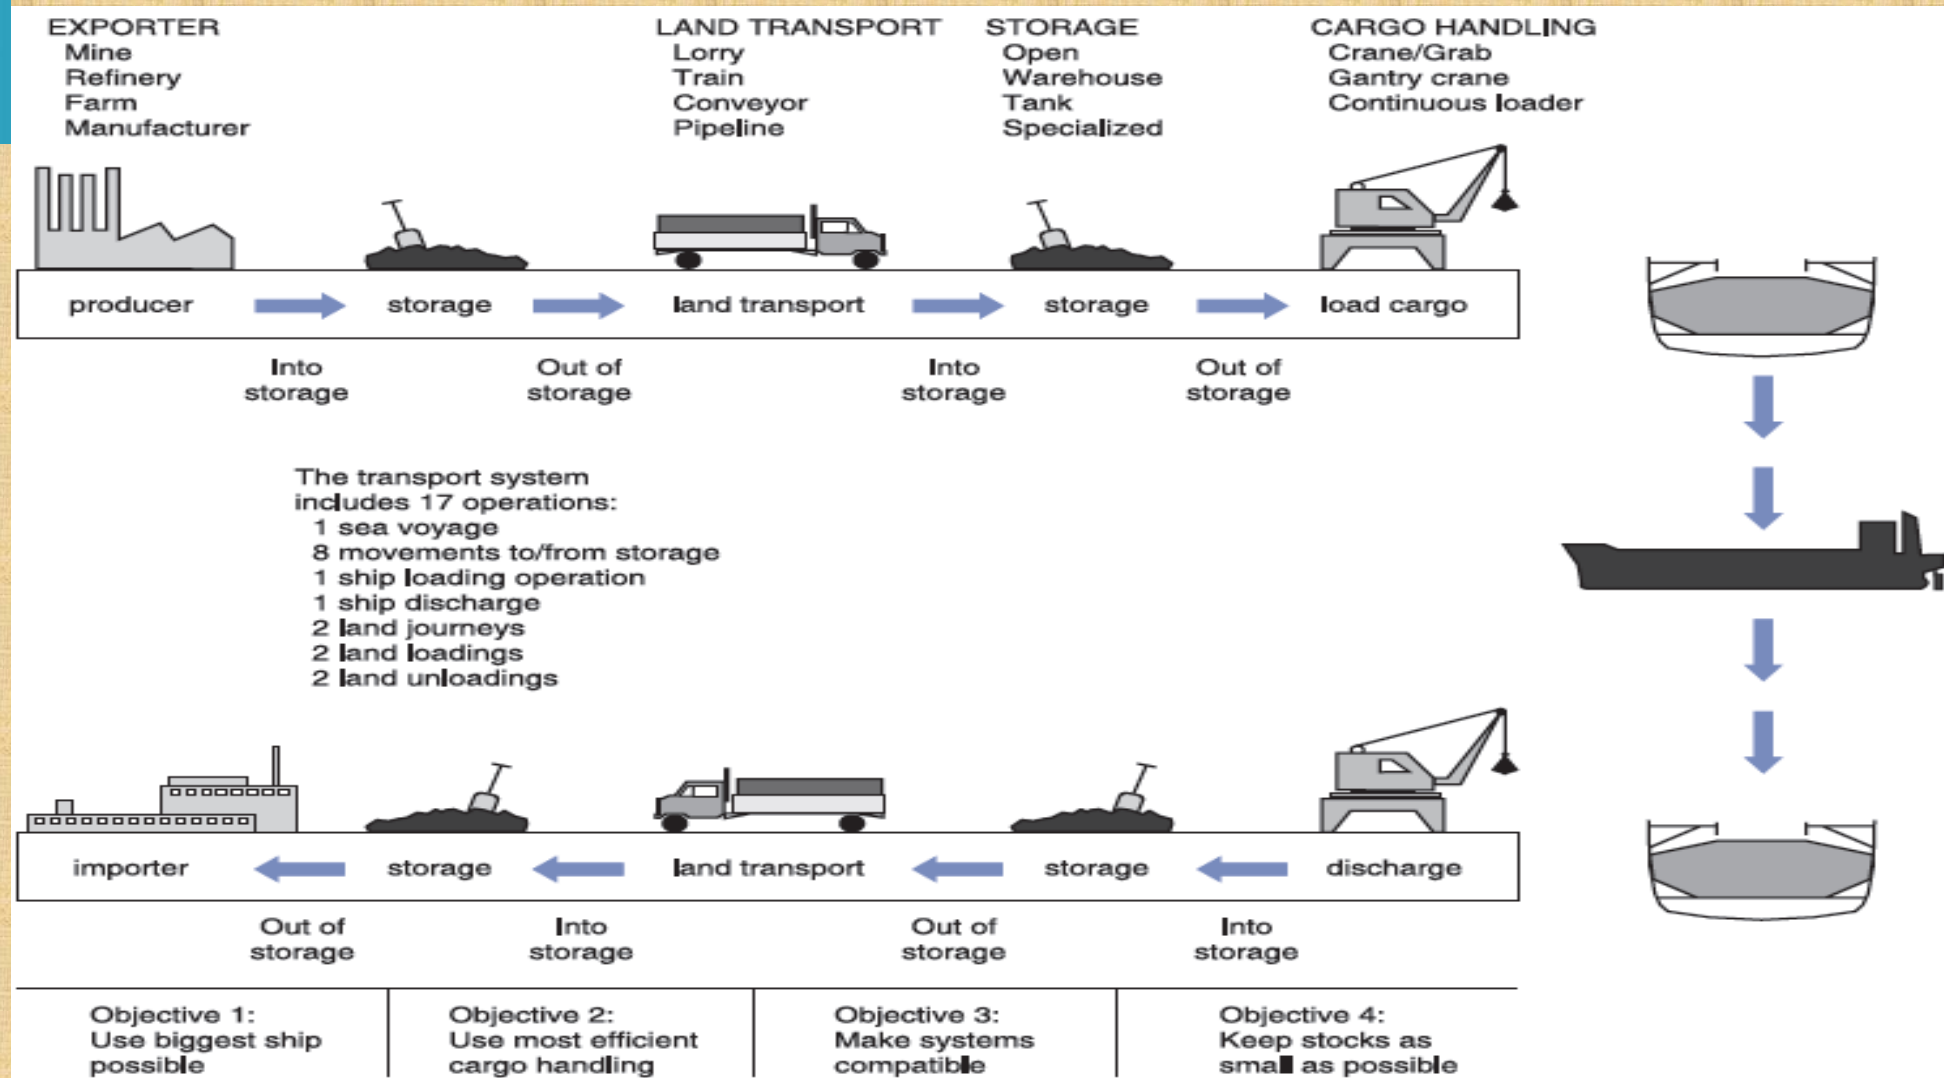 EXPORTER
Mine
Refinery
Farm
Manufacturer
LAND TRANSPORT
Lorry
Train
Conveyor
Pipeline
STORAGE
Open
Warehouse
Tank
Specialized
CARGO HANDLING
Crane/Grab
Gantry crane
Continuous loader
producer
storage
land transport
storage
load cargo
Into
storage
Out of
storage
Into
storage
Out of
storage
The transport system
includes 17 operations:
1 sea voyage
8 movements to/from storage
1 ship loading operation
1 ship discharge
2 land journeys
2 land loadings
2 land unloadings
importer
storage
land transport
storage
discharge
Out of
storage
Into
storage
Out of
storage
Into
storage
Objective 1:
Use biggest ship
possible
Objective 2:
Use most efficient
cargo handling
Objective 3:
Make systems
compatible
Objective 4:
Keep stocks as
small as possible